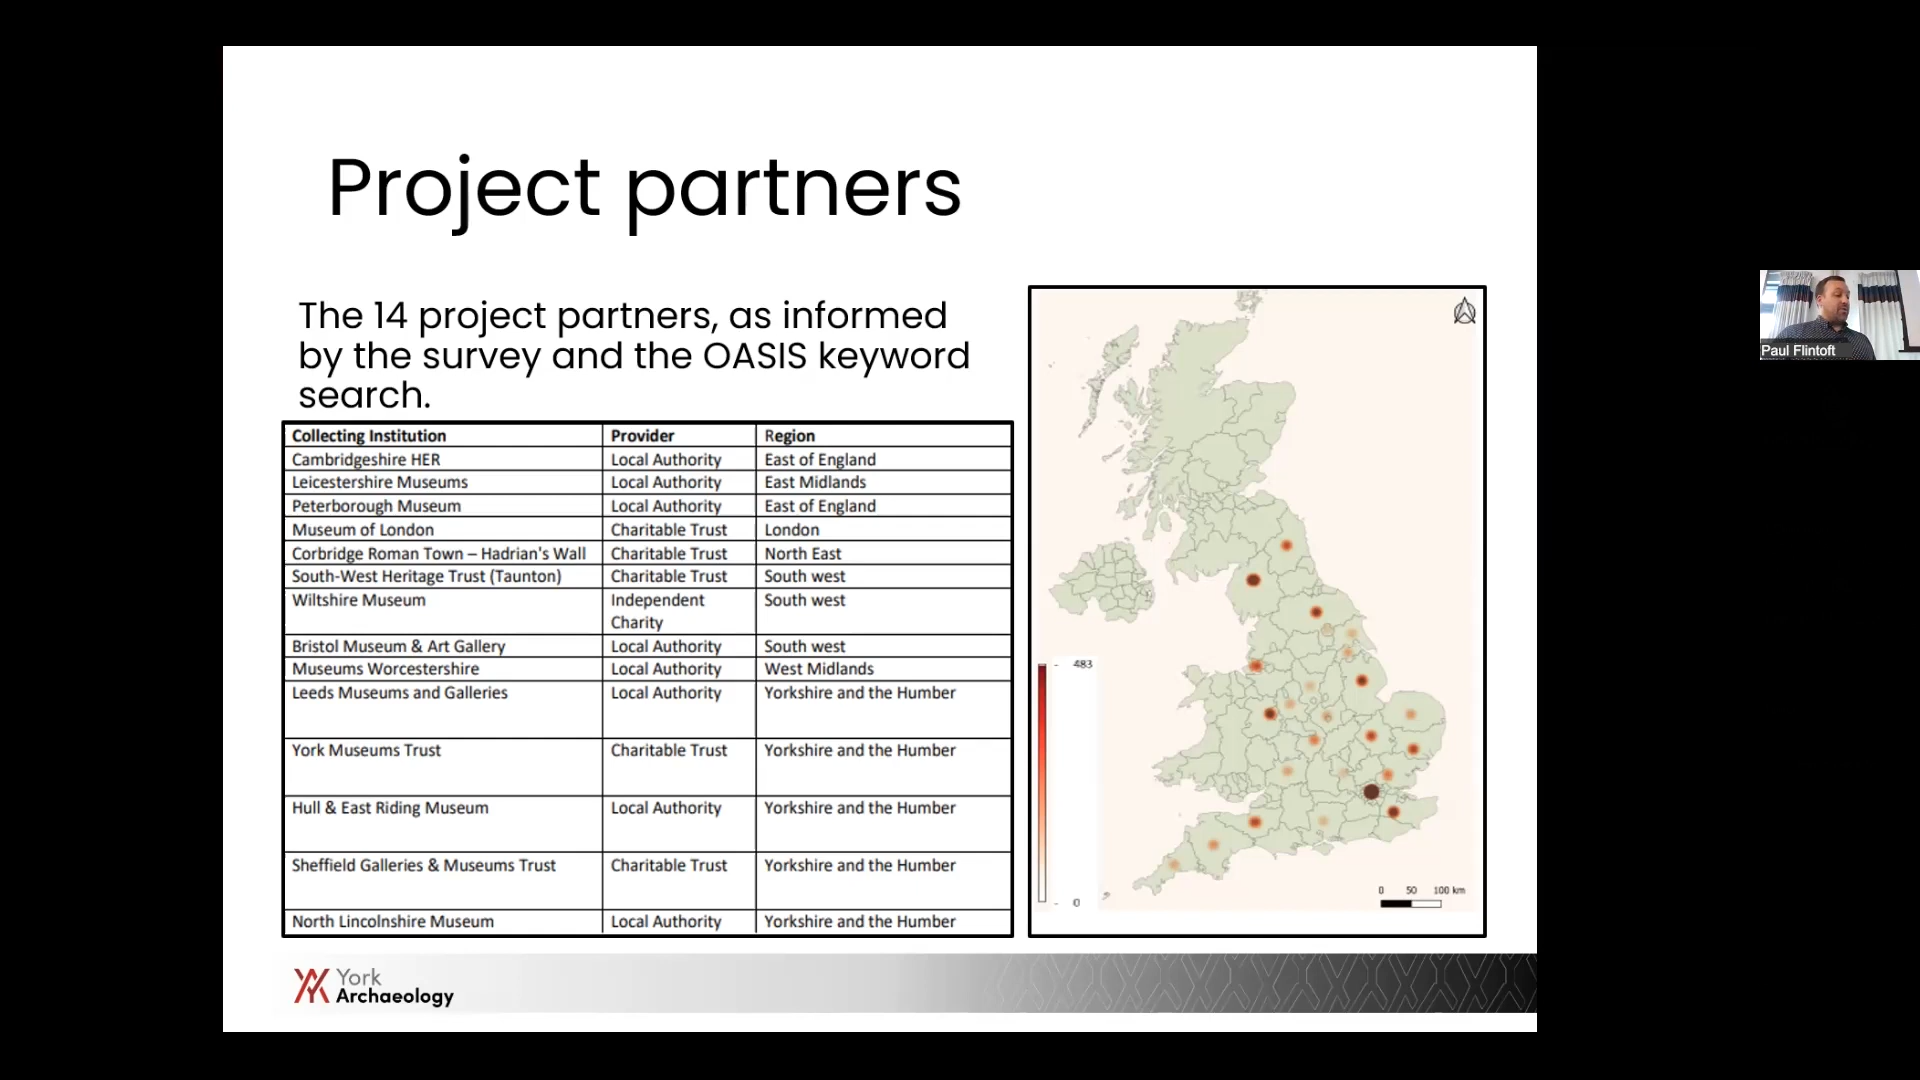 Project partners
The 14 project partners, as informed
by the survey and the OASIS keyword
search.
Collecting Institution Provider Region
Cambridgeshire HER Local Authority East of England
Leicestershire Museums Local Authority East Midlands
Peterborough Museum Local Authority East of England
Museum of London Charitable Trust London
Corbridge Roman Town – Hadrian's Wall Charitable Trust North East
South-West Heritage Trust (Taunton) Charitable Trust South west
Wiltshire Museum Independent Charity South west
Bristol Museum & Art Gallery Local Authority South west
Museums Worcestershire Local Authority West Midlands
Leeds Museums and Galleries Local Authority Yorkshire and the Humber
York Museums Trust Charitable Trust Yorkshire and the Humber
Hull & East Riding Museum Local Authority Yorkshire and the Humber
Sheffield Galleries & Museums Trust Charitable Trust Yorkshire and the Humber
North Lincolnshire Museum Local Authority Yorkshire and the Humber
483
0
0 50 100 km
York
Archaeology
Paul Flintoft